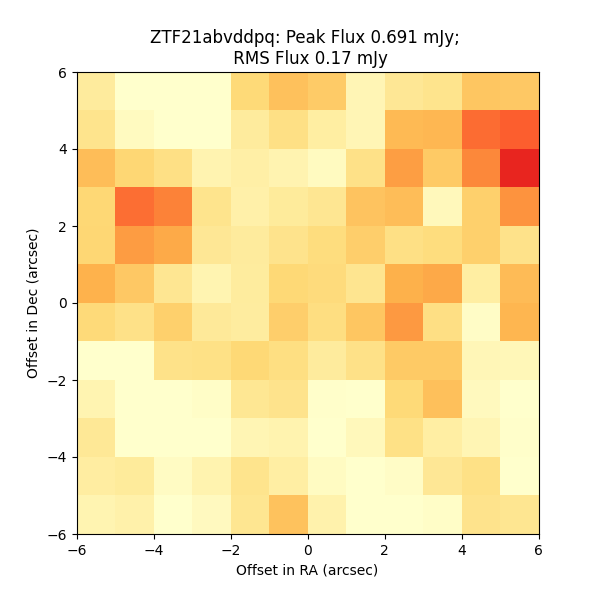 ZTF21abvddpq: Peak Flux 0.691 mJy;
RMS Flux 0.17 mJy
6
4
2
0
−2
−4
−6
Offset in Dec (arcsec)
−6 −4 −2 0 2 4 6
Offset in RA (arcsec)